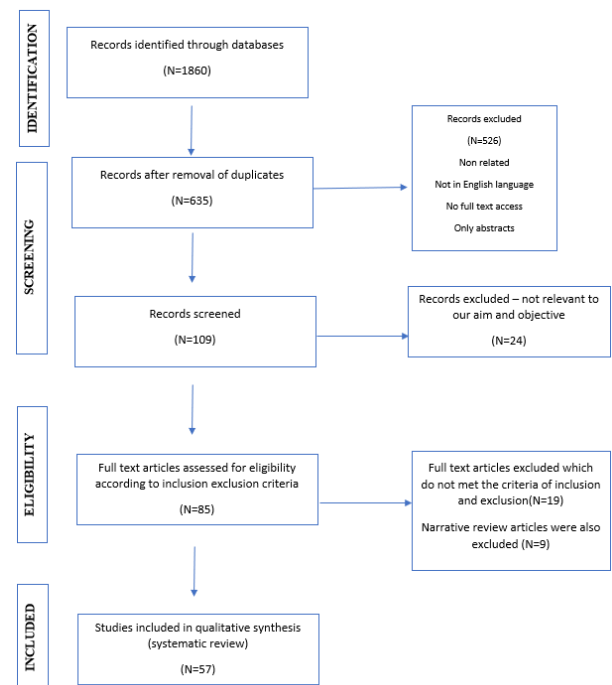 IDENTIFICATION
Records identified through databases
(N=1860)
Records excluded
(N=526)
Non related
Not in English language
No full text access
Only abstracts
SCREENING
Records after removal of duplicates
(N=635)
Records screened
(N=109)
Records excluded – not relevant to
our aim and objective
(N=24)
ELIGIBILITY
Full text articles assessed for eligibility
according to inclusion exclusion criteria
(N=85)
Full text articles excluded which
do not met the criteria of inclusion
and exclusion(N=19)
Narrative review articles were also
excluded (N=9)
INCLUDED
Studies included in qualitative synthesis
(systematic review)
(N=57)